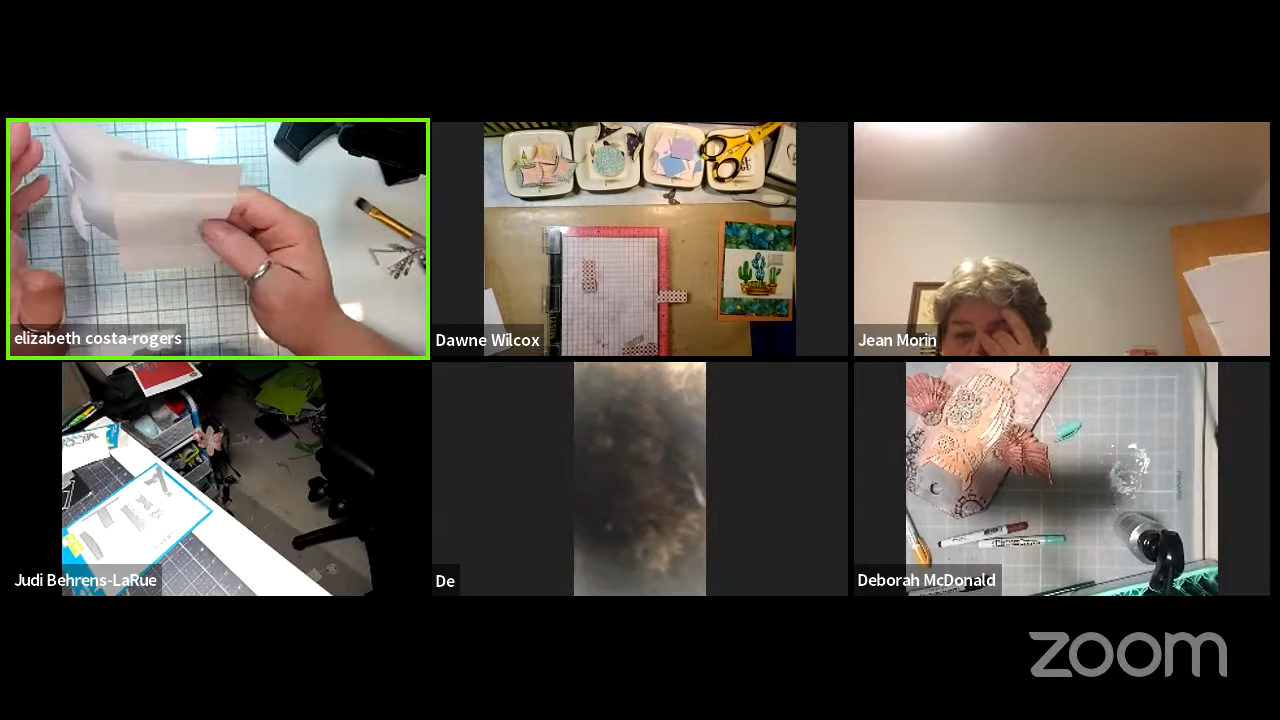 elizabeth costa-rogers
Dawne Wilcox
Jean Morin
Judi Behrens-LaRue
De
Deborah McDonald
zoom